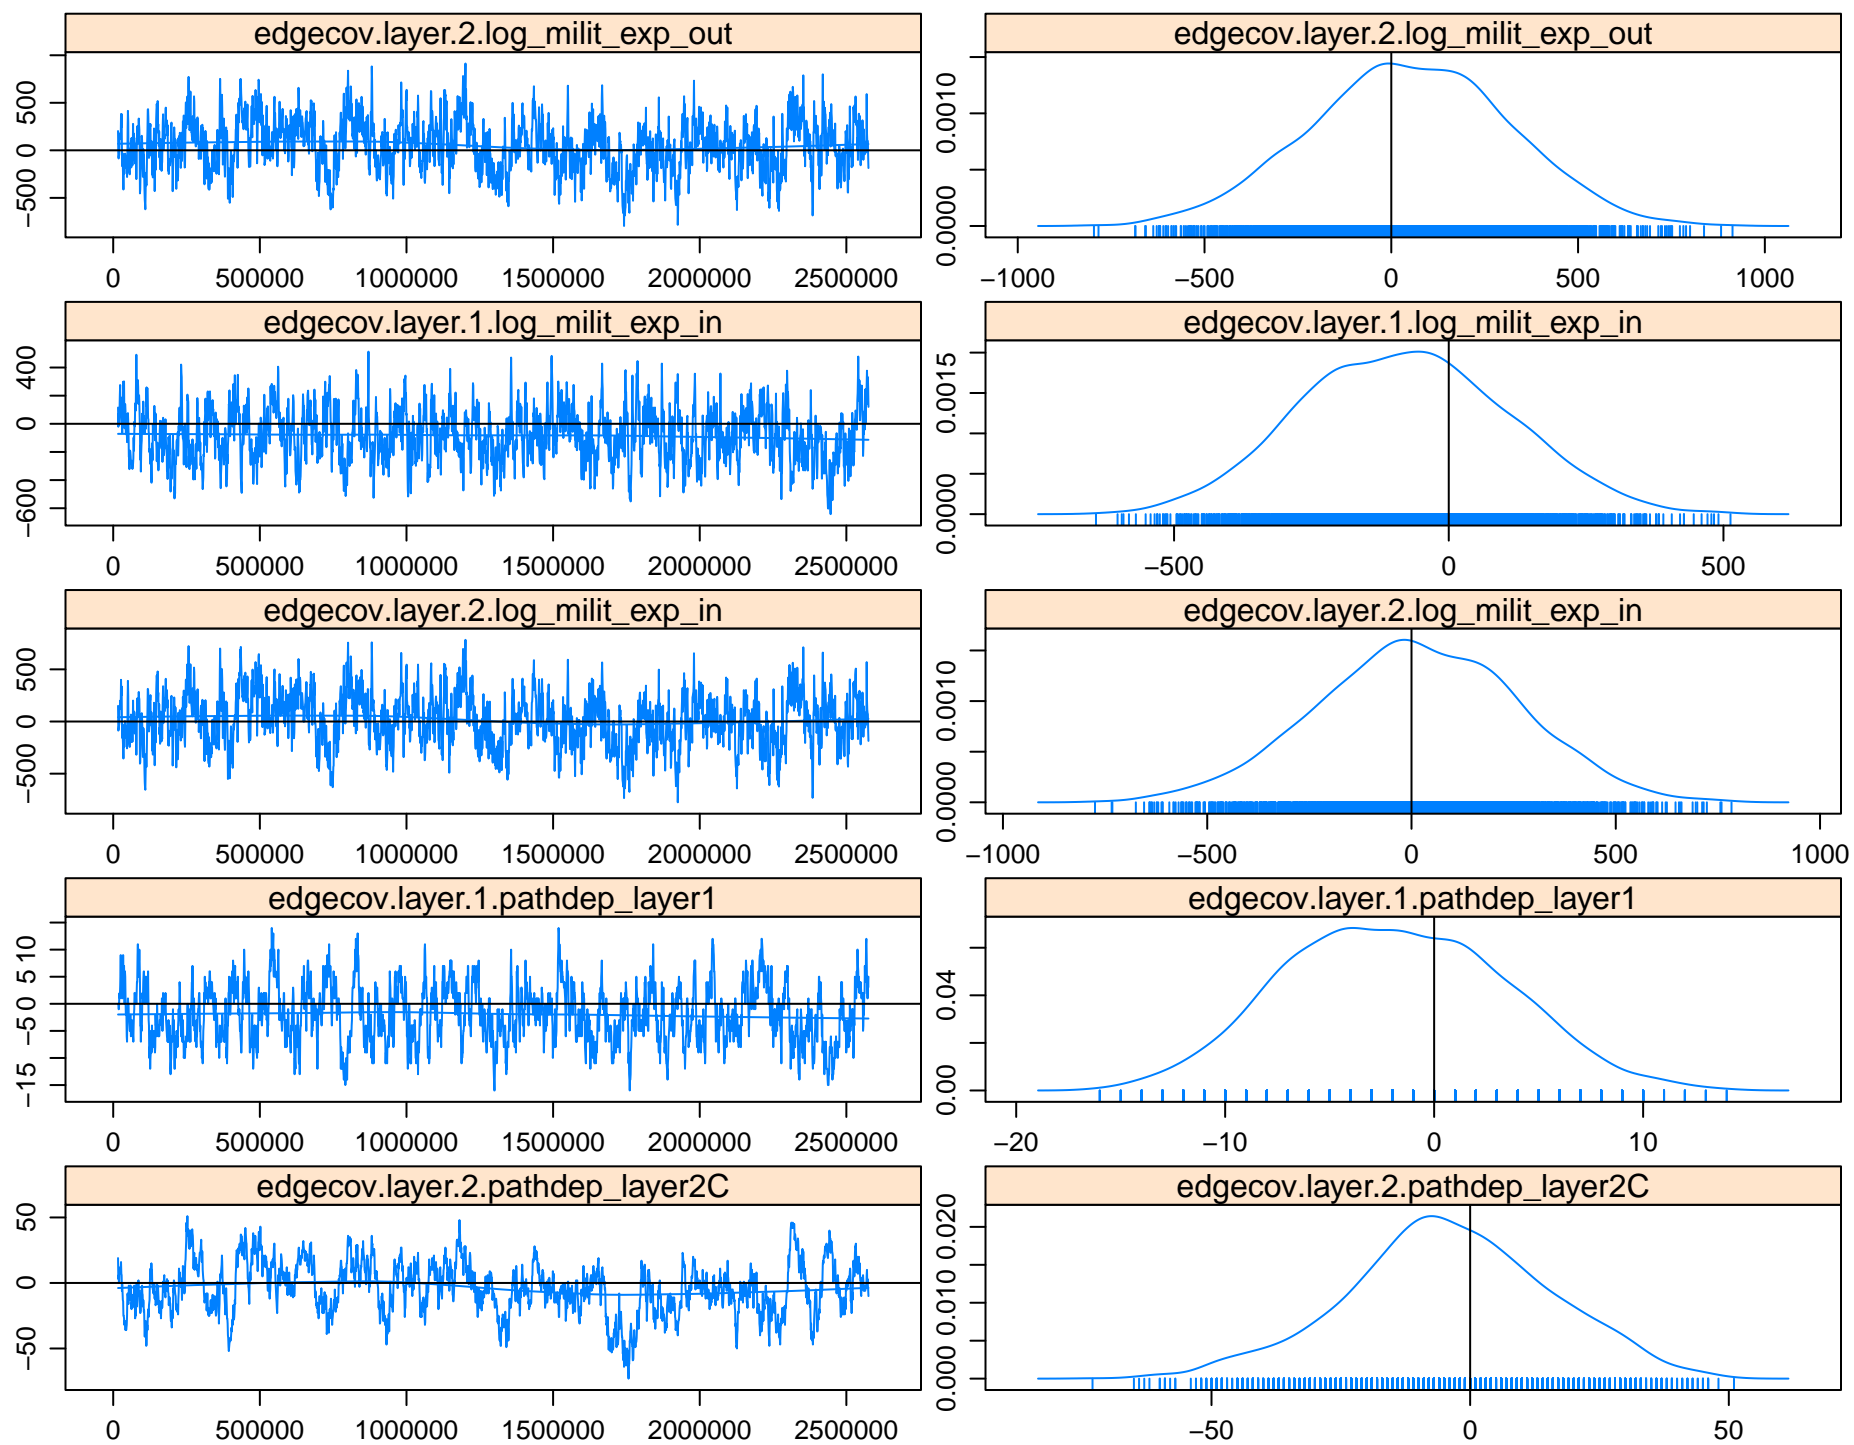 edgecov.layer.2.log_milit_exp_out
−500 0 500
0 500000 1000000 1500000 2000000 2500000
edgecov.layer.2.log_milit_exp_out
0.0000 0.0010
−1000 −500 0 500 1000
edgecov.layer.1.log_milit_exp_in
−600 0 400
0 500000 1000000 1500000 2000000 2500000
edgecov.layer.1.log_milit_exp_in
0.0000 0.0015
−500 0 500
edgecov.layer.2.log_milit_exp_in
−500 0 500
0 500000 1000000 1500000 2000000 2500000
edgecov.layer.2.log_milit_exp_in
0.0000 0.0010
−1000 −500 0 500 1000
edgecov.layer.1.pathdep_layer1
−15 −5 0 5 10
0 500000 1000000 1500000 2000000 2500000
edgecov.layer.1.pathdep_layer1
0.00 0.04
−20 −10 0 10
edgecov.layer.2.pathdep_layer2C
−50 0 50
0 500000 1000000 1500000 2000000 2500000
edgecov.layer.2.pathdep_layer2C
0.000 0.010 0.020
−50 0 50